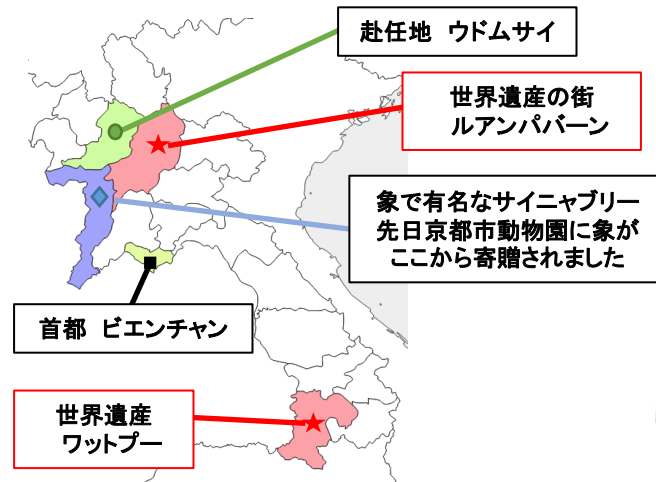 赴任地 ウドムサイ
世界遺産の街
ルアンパバーン
象で有名なサイニャブリー
先日京都市動物園に象が
ここから寄贈されました
首都 ビエンチャン
世界遺産
ワットプー